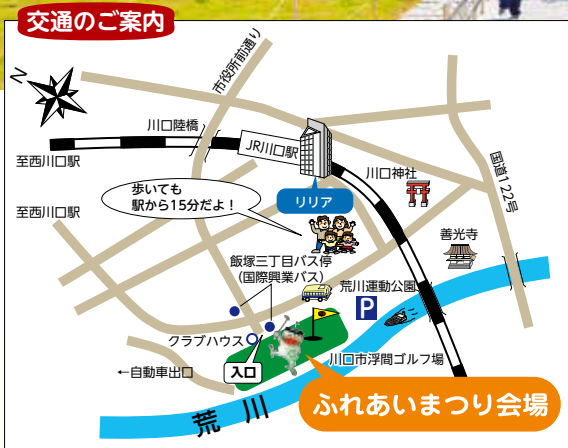 交通のご案内
N
市役所前通り
川口陸橋
JR川口駅
至西川口駅
川口神社
国道122号
歩いても
駅から15分だよ！
リリア
至西川口駅
善光寺
飯塚三丁目バス停
（国際興業バス）
荒川運動公園
P
クラブハウス
入口
川口市浮間ゴルフ場
←自動車出口
ふれあいまつり会場
荒川